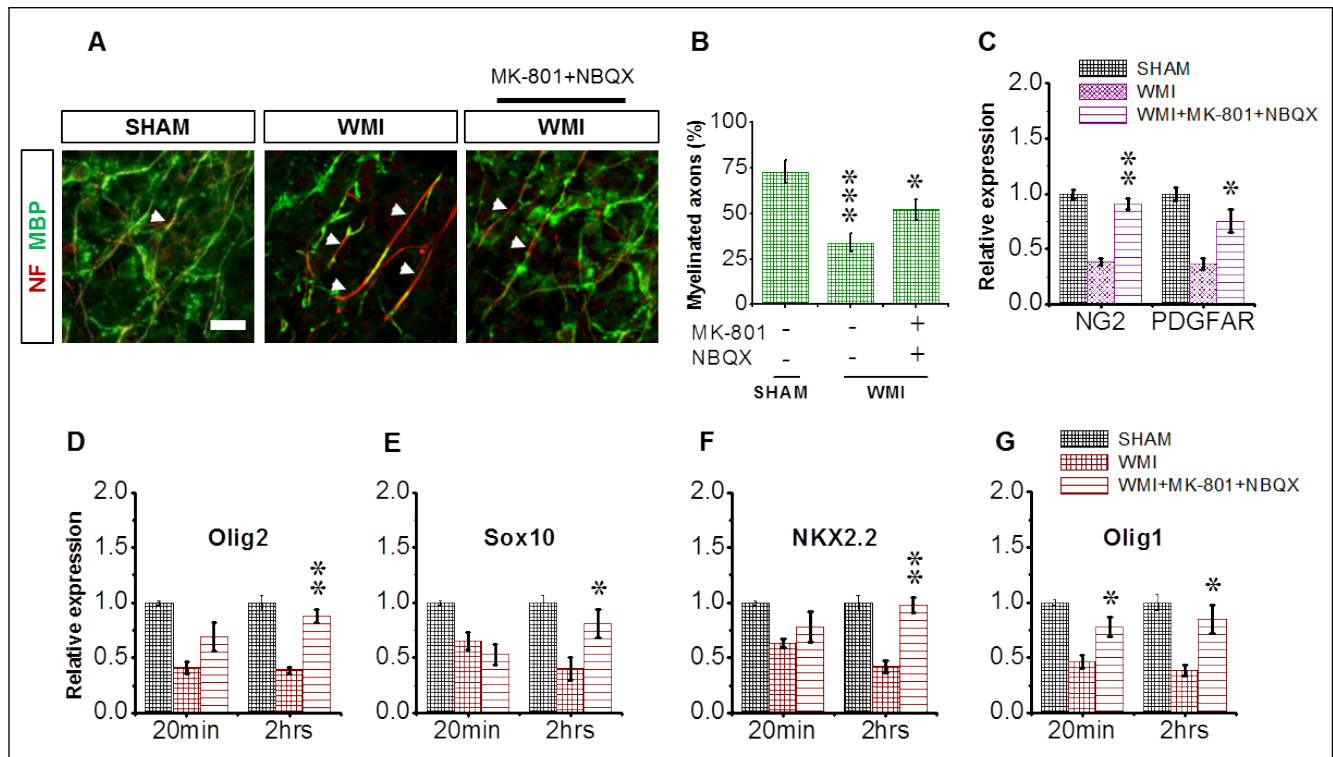 A
MK-801+NBQX
SHAM
WMI
WMI
NF MBP
B
Myelinated axons (%)
100
75
50
25
0
***
*
MK-801 - - +
NBQX - - +
SHAM WMI
C
SHAM
WMI
WMI+MK-801+NBQX
Relative expression
2.0
1.5
1.0
0.5
0.0
**
*
NG2 PDGFAR
D
Relative expression
2.0
1.5
1.0
0.5
0.0
Olig2
**
20min 2hrs
E
2.0
1.5
1.0
0.5
0.0
Sox10
*
20min 2hrs
F
2.0
1.5
1.0
0.5
0.0
NKX2.2
**
20min 2hrs
G
SHAM
WMI
WMI+MK-801+NBQX
2.0
1.5
1.0
0.5
0.0
Olig1
* *
20min 2hrs